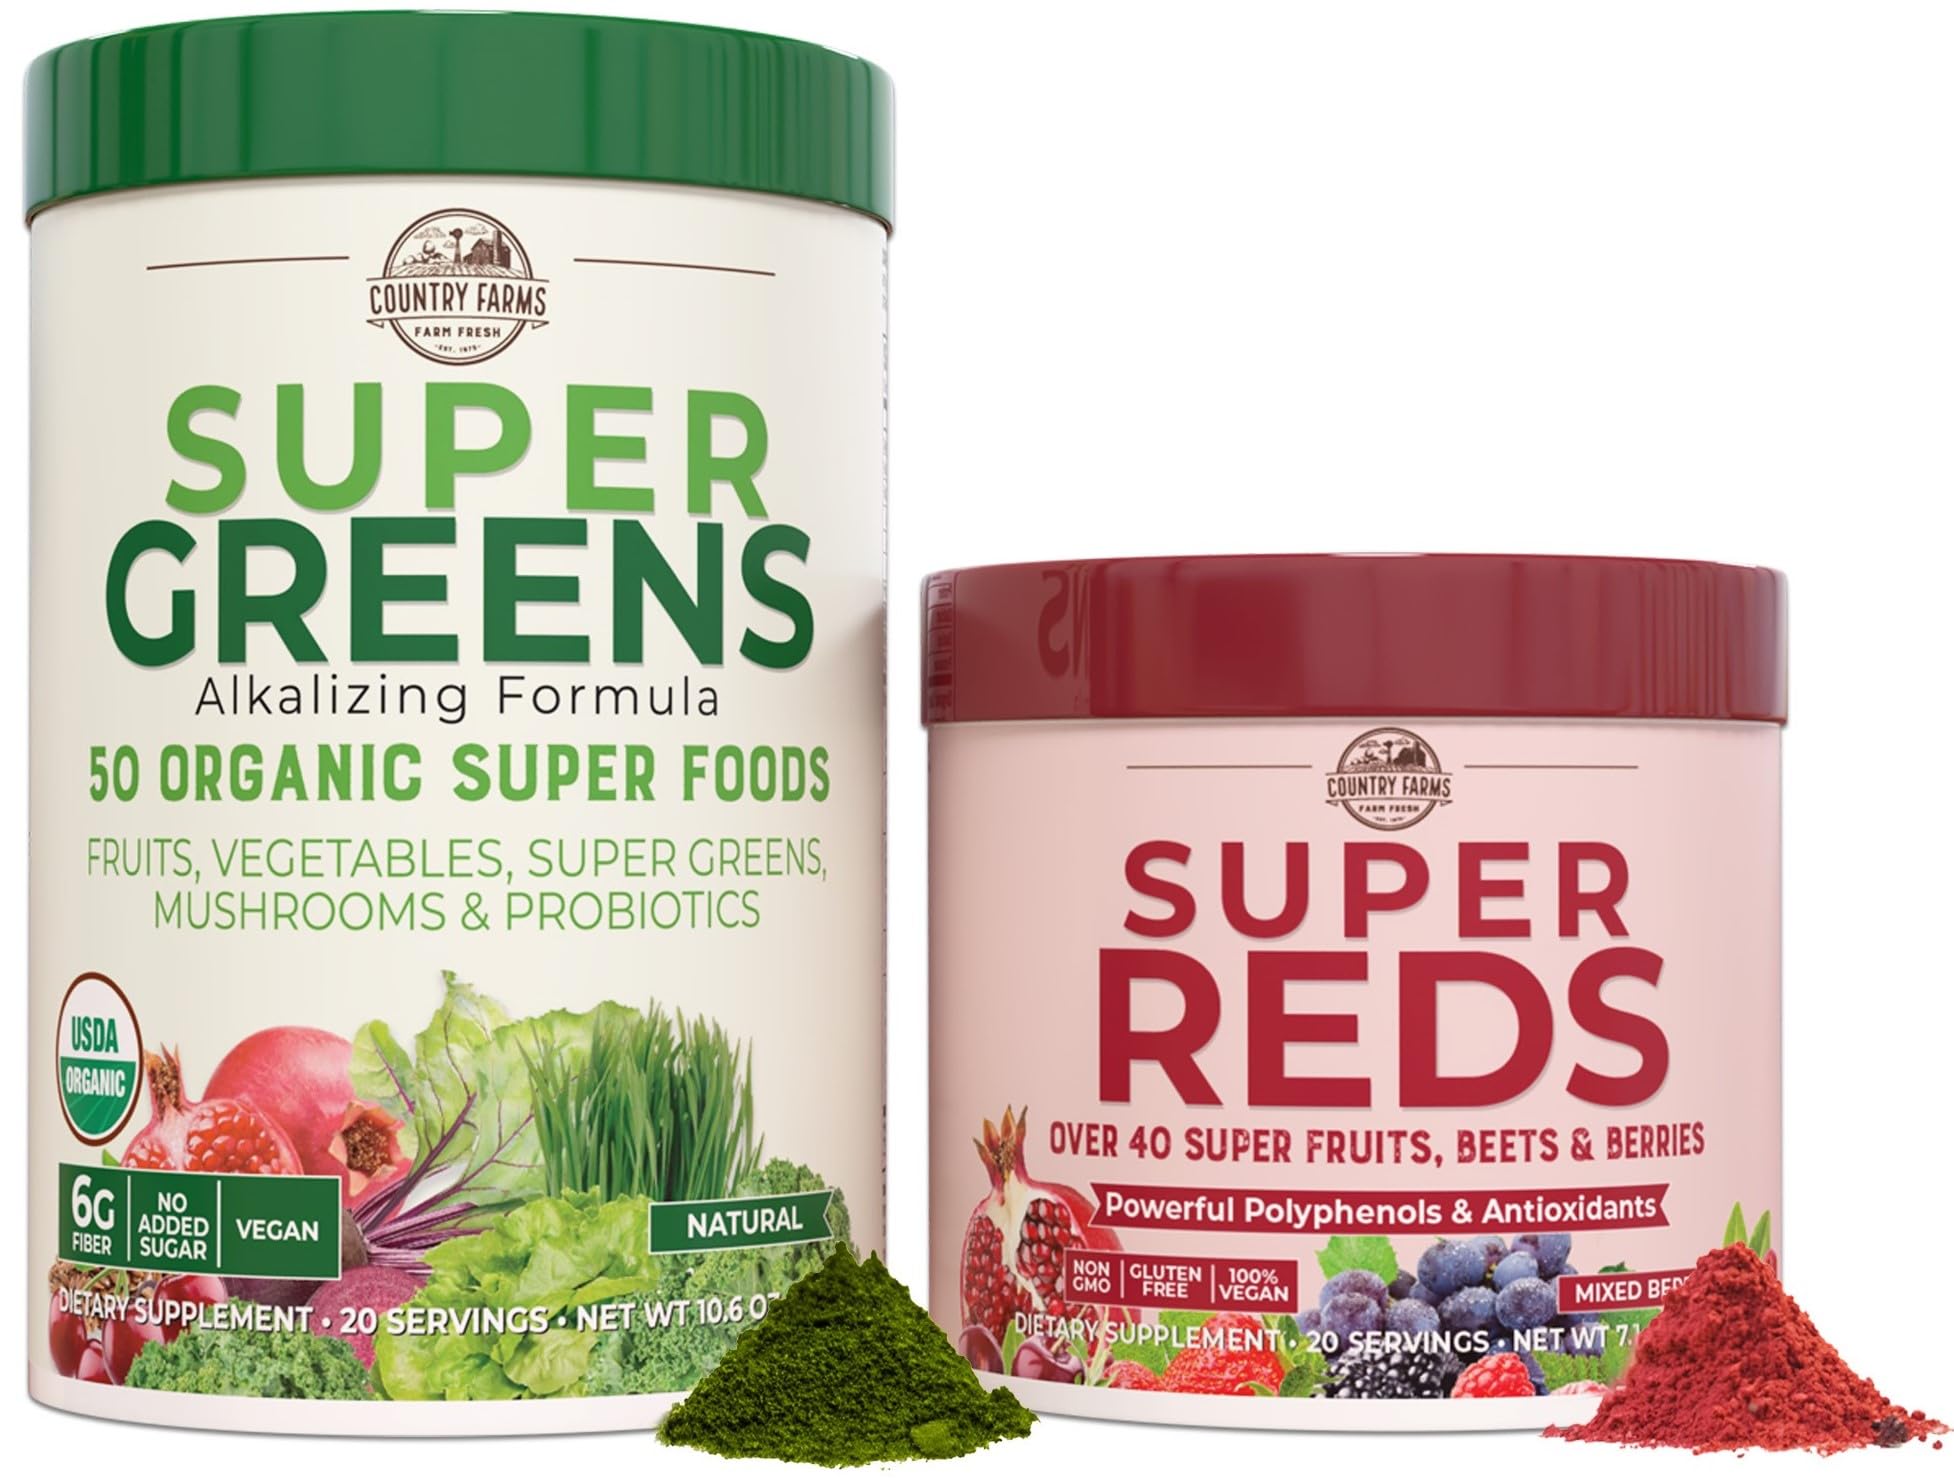 COUNTRY FARMS
FARM FRESH
EST. 1975
SUPER
GREENS
Alkalizing Formula
50 ORGANIC SUPER FOODS
FRUITS, VEGETABLES, SUPER GREENS,
MUSHROOMS & PROBIOTICS
USDA
ORGANIC
6G
FIBER
NO
ADDED
SUGAR
VEGAN
NATURAL
DIETARY SUPPLEMENT • 20 SERVINGS • NET WT 10.6
COUNTRY FARMS
FARM FRESH
SUPER
REDS
OVER 40 SUPER FRUITS, BEETS & BERRIES
Powerful Polyphenols & Antioxidants
NON
GMO
GLUTEN
FREE
100%
VEGAN
MIXED
DIETARY SUPPLEMENT • 20 SERVINGS • NET WT